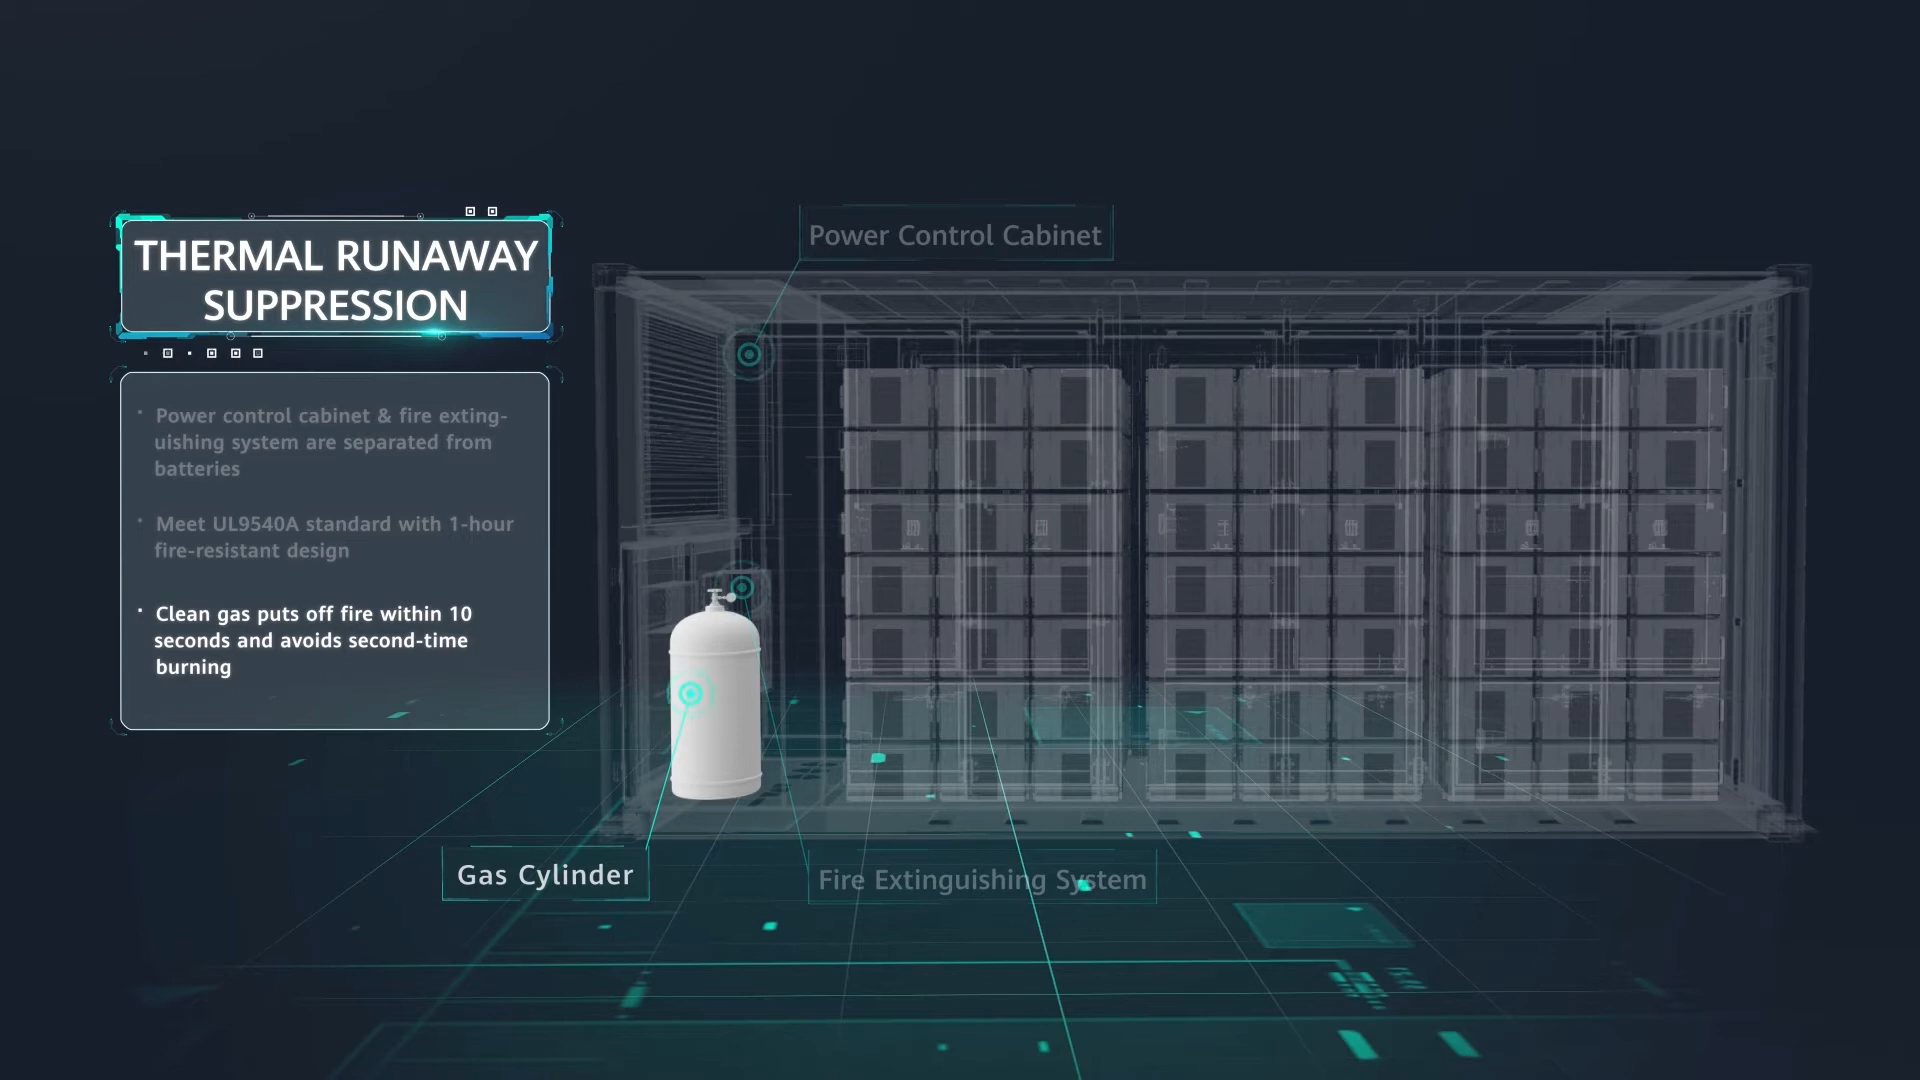 THERMAL RUNAWAY
SUPPRESSION
Power Control Cabinet
· Power control cabinet & fire exting-
uishing system are separated from
batteries
· Meet UL9540A standard with 1-hour
fire-resistant design
· Clean gas puts off fire within 10
seconds and avoids second-time
burning
Gas Cylinder
Fire Extinguishing System